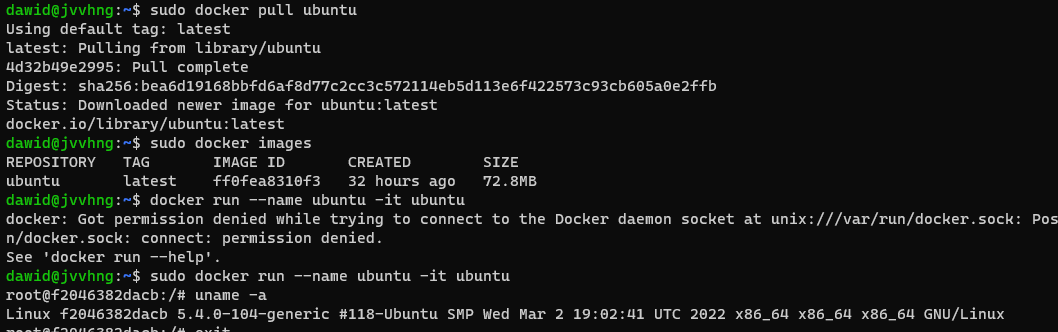 dawid@jvvhng:~$ sudo docker pull ubuntu
Using default tag: latest
latest: Pulling from library/ubuntu
4d32b49e2995: Pull complete
Digest: sha256:bea6d19168bbfd6af8d77c2cc3c572114eb5d113e6f422573c93cb605a0e2ffb
Status: Downloaded newer image for ubuntu:latest
docker.io/library/ubuntu:latest
dawid@jvvhng:~$ sudo docker images
REPOSITORY   TAG       IMAGE ID       CREATED        SIZE
ubuntu       latest    ff0fea8310f3   32 hours ago   72.8MB
dawid@jvvhng:~$ docker run --name ubuntu -it ubuntu
docker: Got permission denied while trying to connect to the Docker daemon socket at unix:///var/run/docker.sock: Pos
n/docker.sock: connect: permission denied.
See 'docker run --help'.
dawid@jvvhng:~$ sudo docker run --name ubuntu -it ubuntu
root@f2046382dacb:/# uname -a
Linux f2046382dacb 5.4.0-104-generic #118-Ubuntu SMP Wed Mar 2 19:02:41 UTC 2022 x86_64 x86_64 x86_64 GNU/Linux
root@f2046382dacb:/# exit